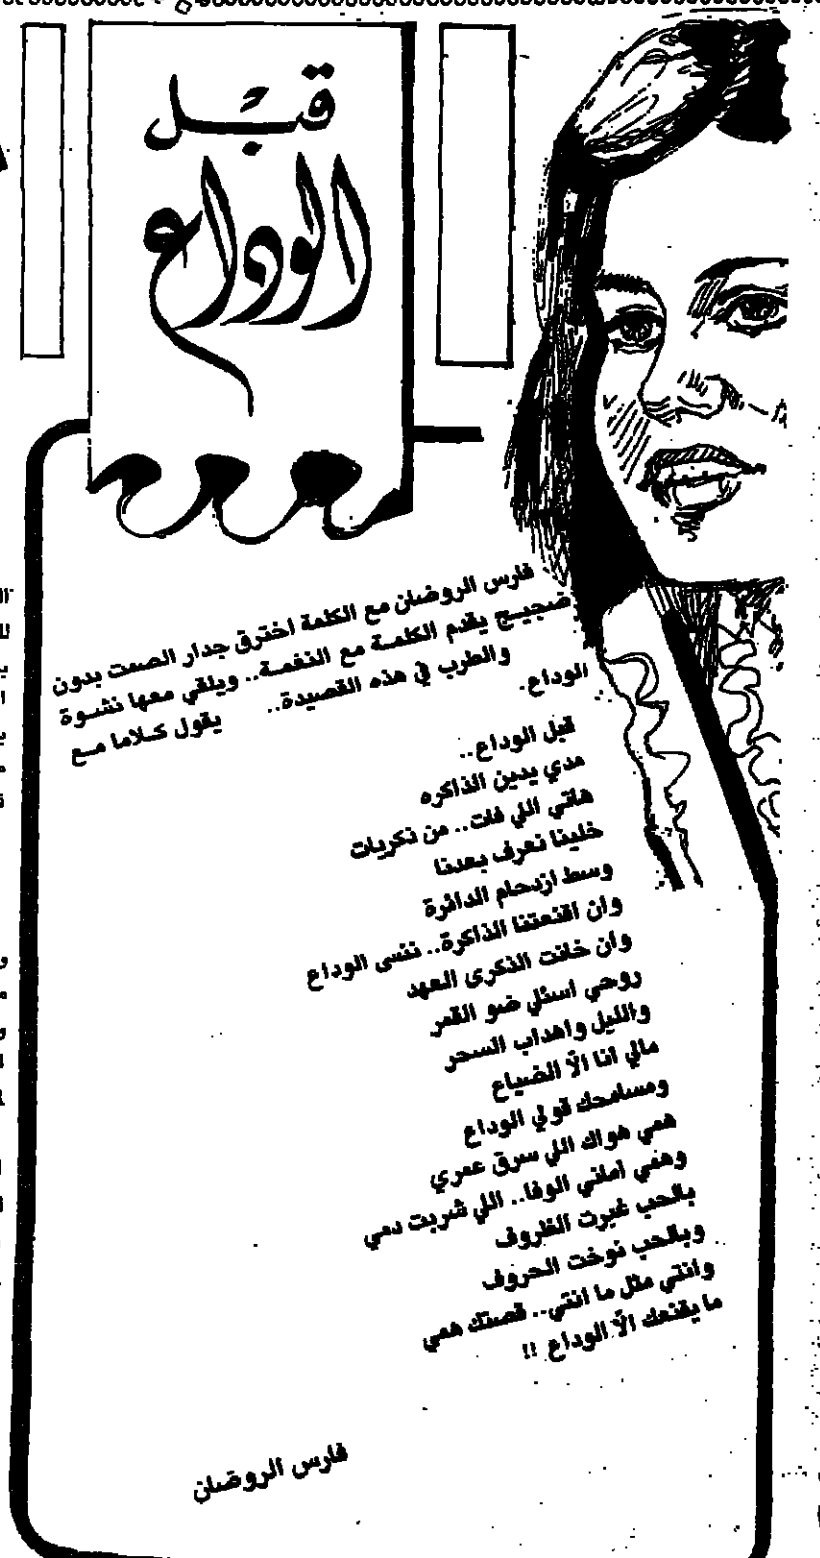 قبل
الوداع
فارس الروضان مع الكلمة اخترق جدار الصمت بدون
ضجيج يقدم الكلمة مع النغمة.. ويلقي معها نشوة
والطرب في هذه القصيدة.. يقول كلاما مع
الوداع.
قبل الوداع..
مدي يدين الذاكره
هاتي اللي فات.. من ذكريات
خلينا نعرف بعدنا
وسط ازدحام الدائرة
وان اقنعتنا الذاكرة.. ننسى الوداع
وان خانت الذكرى العهد
روحي اسئلي ضو القمر
والليل واهداب السحر
مالي انا الّا الضياع
ومسامحك قولي الوداع
همي هواك اللي سرق عمري
وهمي أماني الوفا.. اللي شربت دمي
بالحب غيرت الظروف
وبالحب نوخت الحروف
وانتي مثل ما انتي.. قصتك همي
ما يقنعك الّا الوداع !!
فارس الروضان